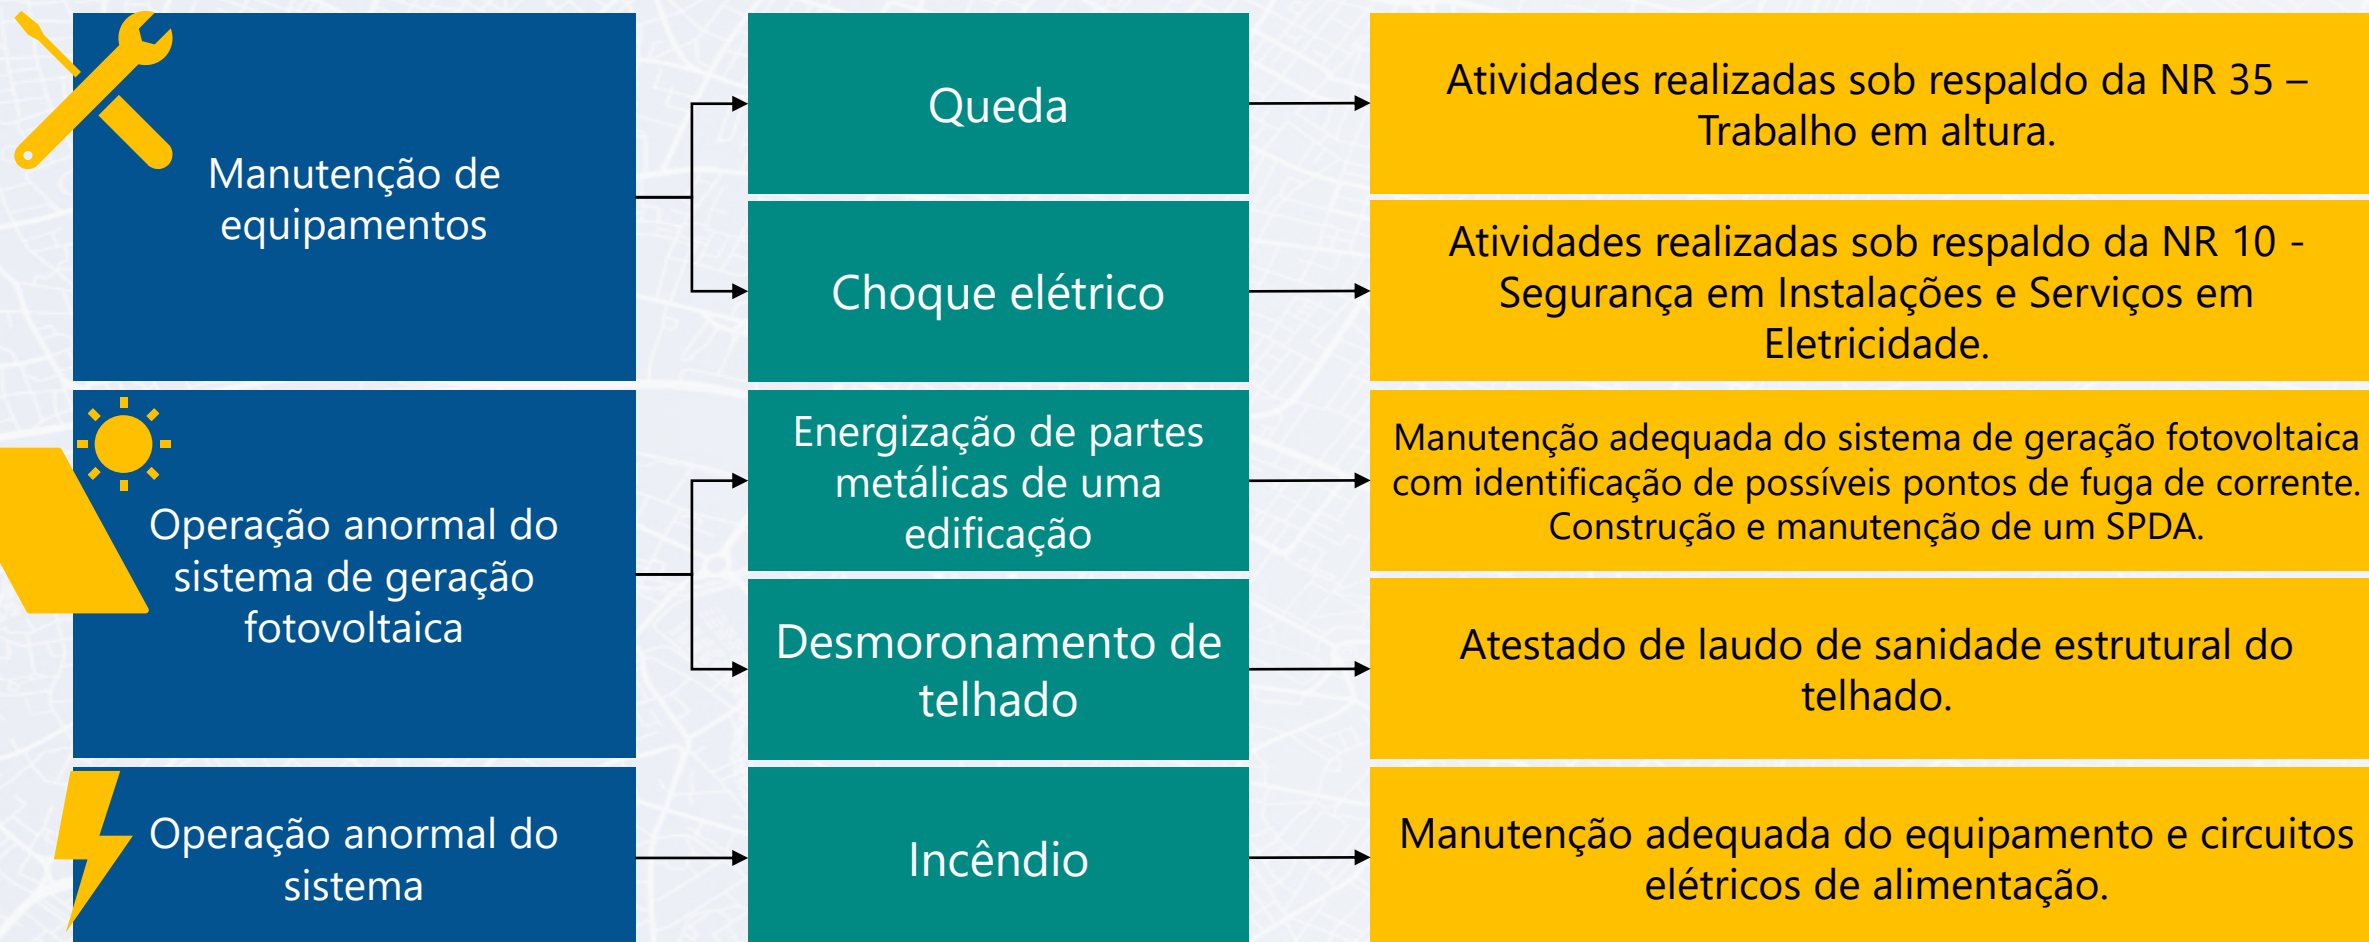 Manutenção de
equipamentos
Queda
Atividades realizadas sob respaldo da NR 35 –
Trabalho em altura.
Choque elétrico
Atividades realizadas sob respaldo da NR 10 -
Segurança em Instalações e Serviços em
Eletricidade.
Operação anormal do
sistema de geração
fotovoltaica
Energização de partes
metálicas de uma
edificação
Manutenção adequada do sistema de geração fotovoltaica
com identificação de possíveis pontos de fuga de corrente.
Construção e manutenção de um SPDA.
Desmoronamento de
telhado
Atestado de laudo de sanidade estrutural do
telhado.
Operação anormal do
sistema
Incêndio
Manutenção adequada do equipamento e circuitos
elétricos de alimentação.